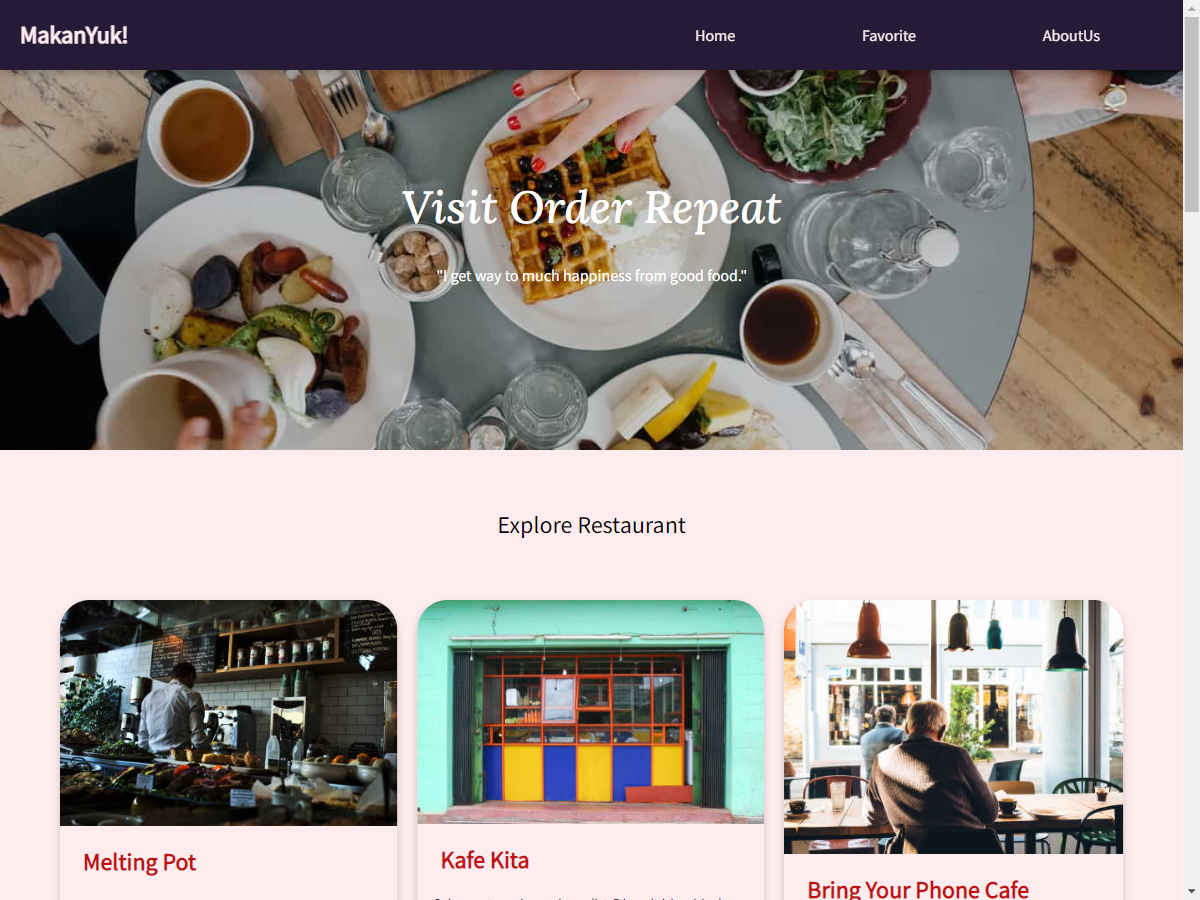 MakanYuk!
Home
Favorite
AboutUs
Visit Order Repeat
"I get way to much happiness from good food."
Explore Restaurant
Melting Pot
Kafe Kita
Bring Your Phone Cafe